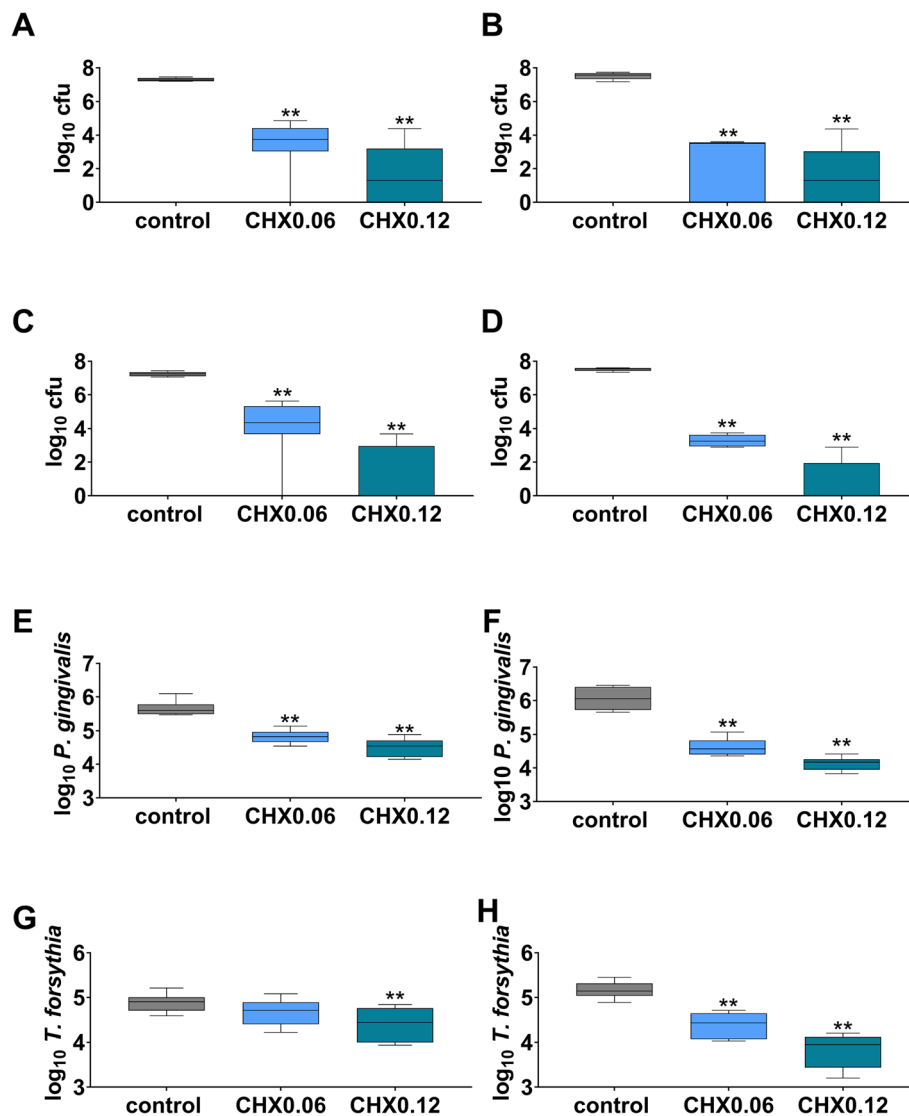 A
B
8
6
4
2
0
log10 cfu
** **
control CHX0.06 CHX0.12
8
6
4
2
0
log10 cfu
** **
control CHX0.06 CHX0.12
C
D
8
6
4
2
0
log10 cfu
** **
control CHX0.06 CHX0.12
8
6
4
2
0
log10 cfu
** **
control CHX0.06 CHX0.12
E
F
7
6
5
4
3
log10 P. gingivalis
** **
control CHX0.06 CHX0.12
7
6
5
4
3
log10 P. gingivalis
** **
control CHX0.06 CHX0.12
G
H
6
5
4
3
log10 T. forsythia
**
control CHX0.06 CHX0.12
6
5
4
3
log10 T. forsythia
** **
control CHX0.06 CHX0.12